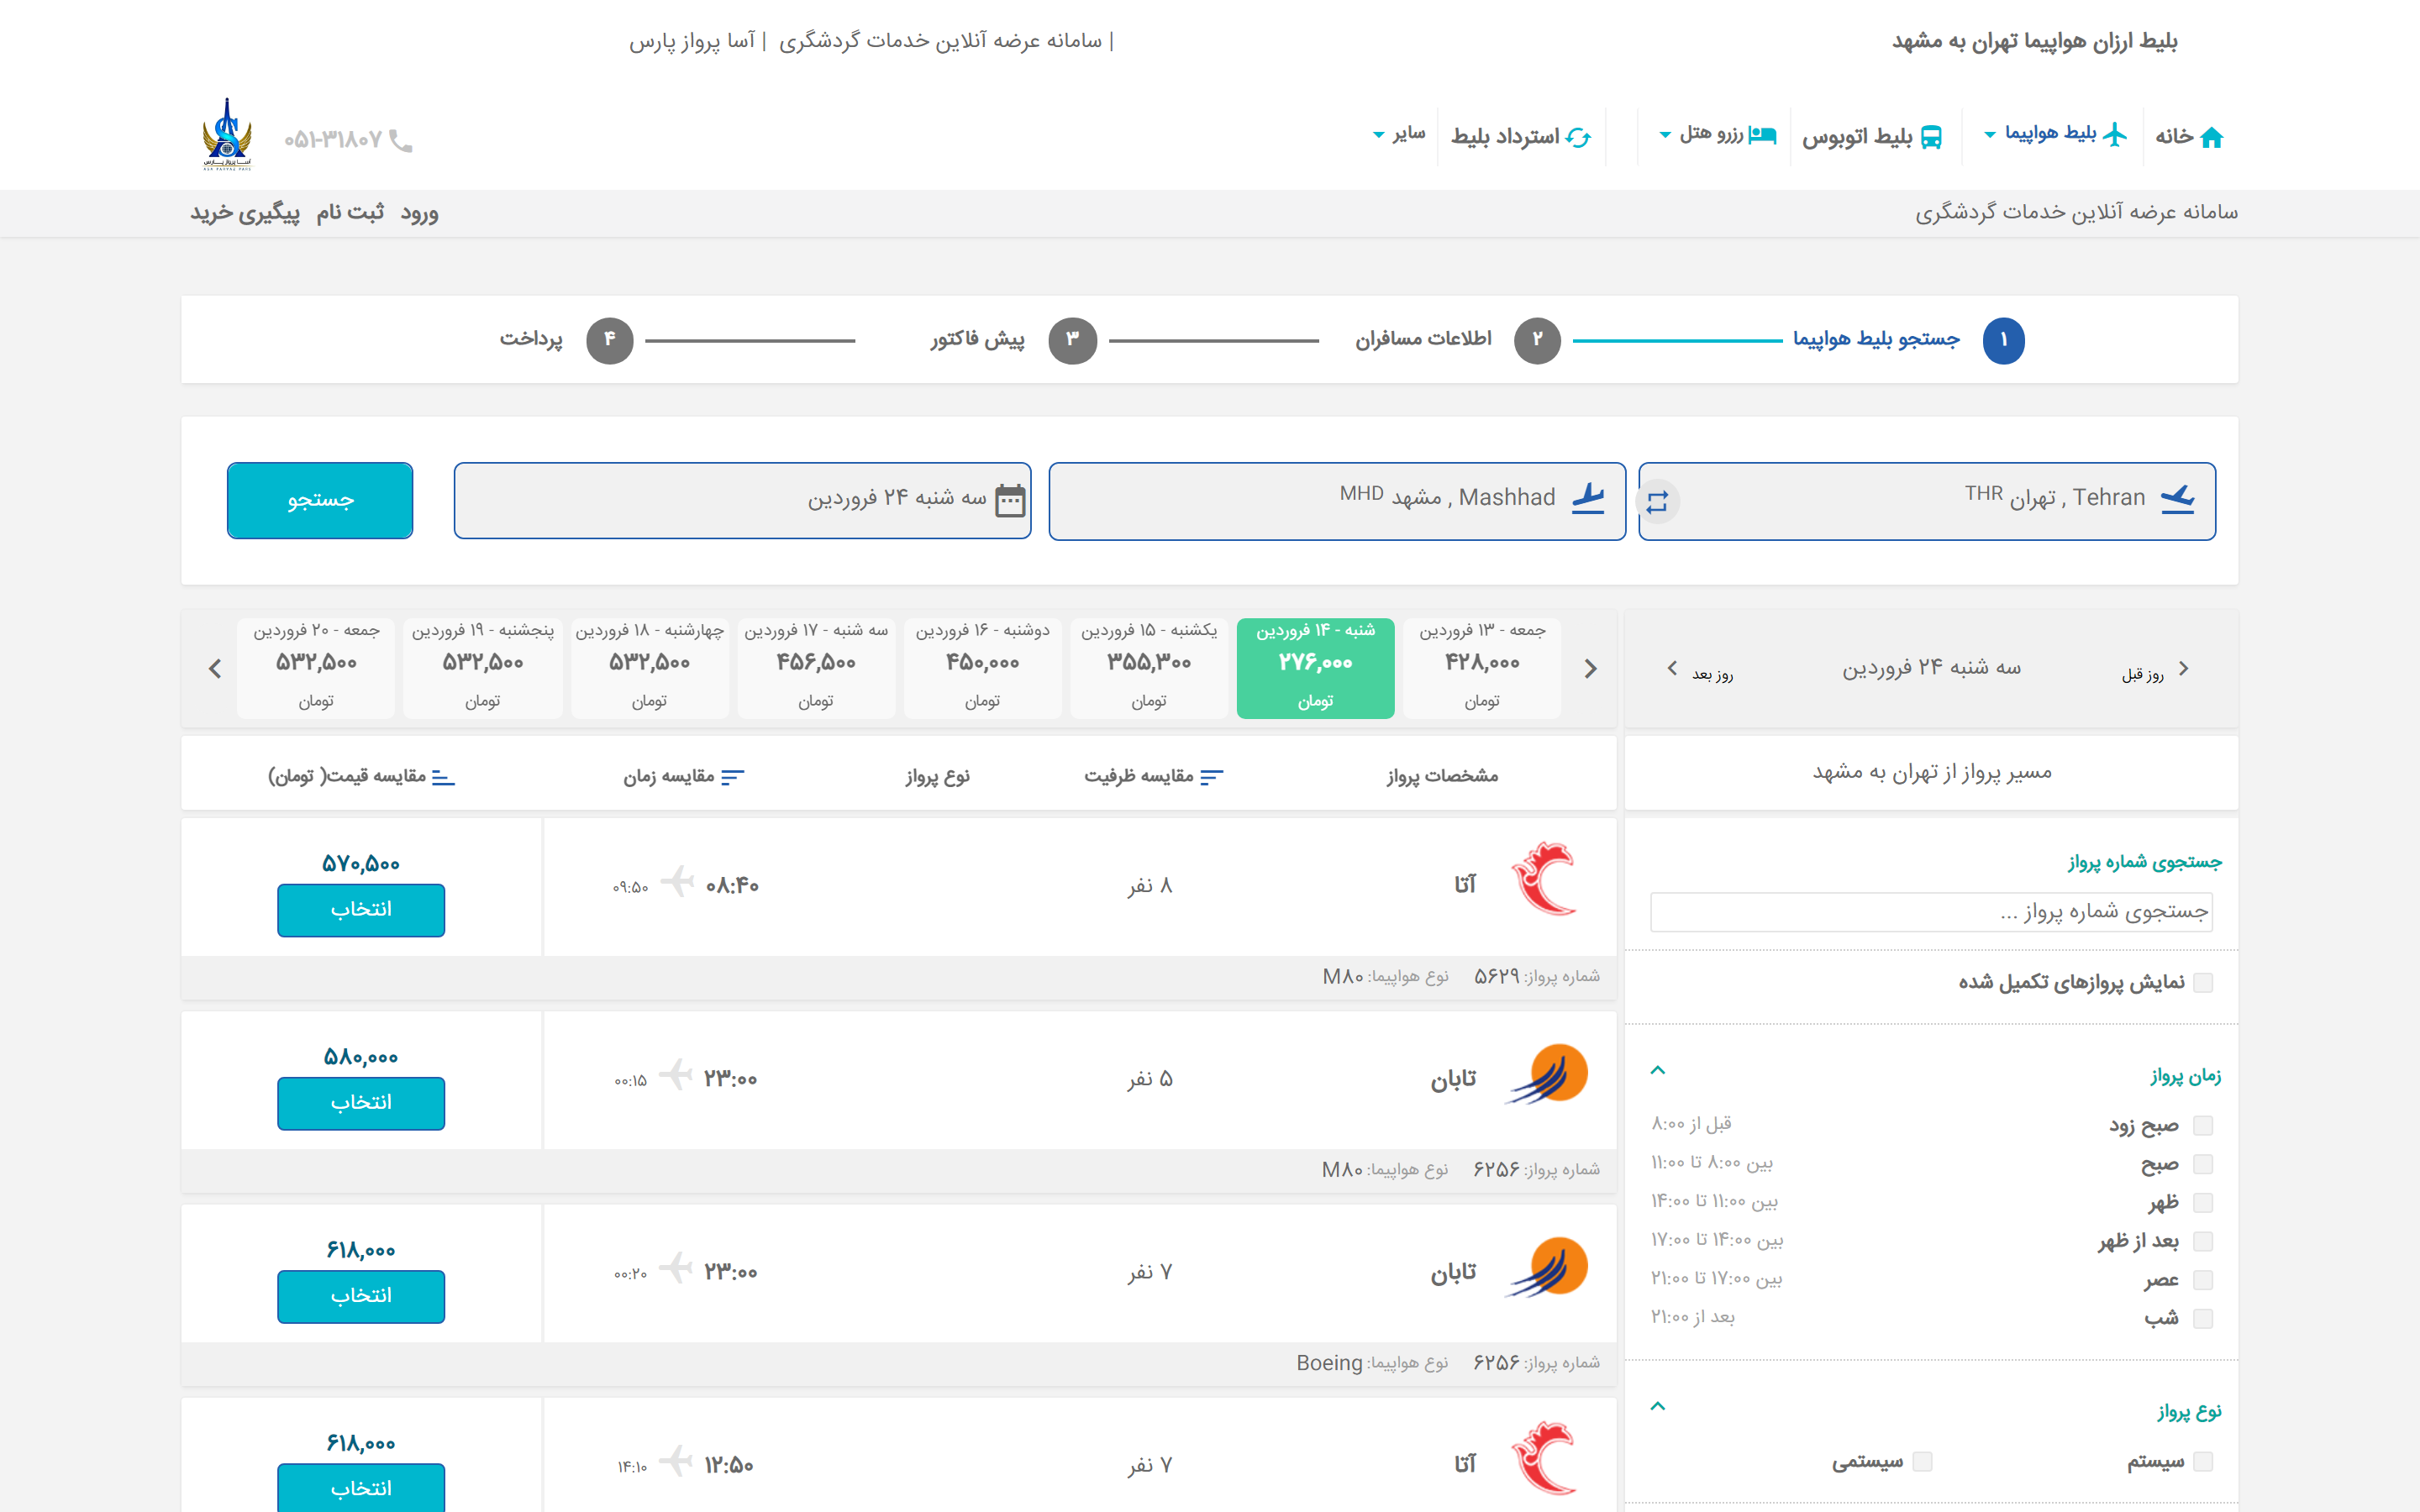 بلیط ارزان هواپیما تهران به مشهد
| سامانه عرضه آنلاین خدمات گردشگری | آسا پرواز پارس
خانه
بلیط هواپیما
بلیط اتوبوس
رزرو هتل
استرداد بلیط
سایر
۰۵۱-۳۱۸۰۷
آسا پرواز پارس
سامانه عرضه آنلاین خدمات گردشگری
ورود ثبت نام پیگیری خرید
۱ جستجو بلیط هواپیما
۲ اطلاعات مسافران
۳ پیش فاکتور
۴ پرداخت
Tehran , تهران THR
Mashhad , مشهد MHD
سه شنبه ۲۴ فروردین
جستجو
روز قبل
سه شنبه ۲۴ فروردین
روز بعد
جمعه - ۱۳ فروردین
۴۲۸,۰۰۰
تومان
شنبه - ۱۴ فروردین
۲۷۶,۰۰۰
تومان
یکشنبه - ۱۵ فروردین
۳۵۵,۳۰۰
تومان
دوشنبه - ۱۶ فروردین
۴۵۰,۰۰۰
تومان
سه شنبه - ۱۷ فروردین
۴۵۶,۵۰۰
تومان
چهارشنبه - ۱۸ فروردین
۵۳۲,۵۰۰
تومان
پنجشنبه - ۱۹ فروردین
۵۳۲,۵۰۰
تومان
جمعه - ۲۰ فروردین
۵۳۲,۵۰۰
تومان
مسیر پرواز از تهران به مشهد
جستجوی شماره پرواز
جستجوی شماره پرواز ...
نمایش پروازهای تکمیل شده
زمان پرواز
صبح زود قبل از ۸:۰۰
صبح بین ۸:۰۰ تا ۱۱:۰۰
ظهر بین ۱۱:۰۰ تا ۱۴:۰۰
بعد از ظهر بین ۱۴:۰۰ تا ۱۷:۰۰
عصر بین ۱۷:۰۰ تا ۲۱:۰۰
شب بعد از ۲۱:۰۰
نوع پرواز
سیستم سیستمی
مشخصات پرواز
مقایسه ظرفیت
نوع پرواز
مقایسه زمان
مقایسه قیمت( تومان)
آتا
۸ نفر
۰۸:۴۰ ۰۹:۵۰
۵۷۰,۵۰۰
انتخاب
شماره پرواز: ۵۶۲۹ نوع هواپیما: M۸۰
تابان
۵ نفر
۲۳:۰۰ ۰۰:۱۵
۵۸۰,۰۰۰
انتخاب
شماره پرواز: ۶۲۵۶ نوع هواپیما: M۸۰
تابان
۷ نفر
۲۳:۰۰ ۰۰:۲۰
۶۱۸,۰۰۰
انتخاب
شماره پرواز: ۶۲۵۶ نوع هواپیما: Boeing
آتا
۷ نفر
۱۲:۵۰ ۱۴:۱۰
۶۱۸,۰۰۰
انتخاب